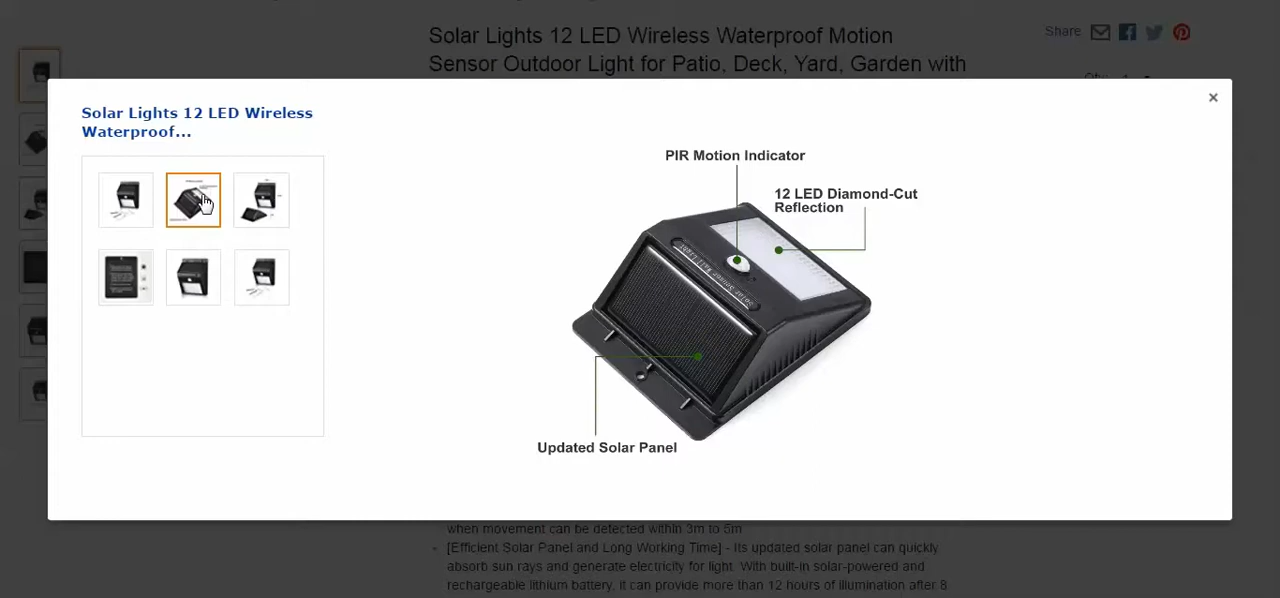 Solar Lights 12 LED Wireless Waterproof Motion
Sensor Outdoor Light for Patio, Deck, Yard, Garden with
Share
Solar Lights 12 LED Wireless
Waterproof...
PIR Motion Indicator
12 LED Diamond-Cut
Reflection
Updated Solar Panel
when movement can be detected within 3m to 5m
[Efficient Solar Panel and Long Working Time] - Its updated solar panel can quickly
absorb sun rays and generate electricity for light. With built-in solar-powered and
rechargeable lithium battery, it can provide more than 12 hours of illumination after 8